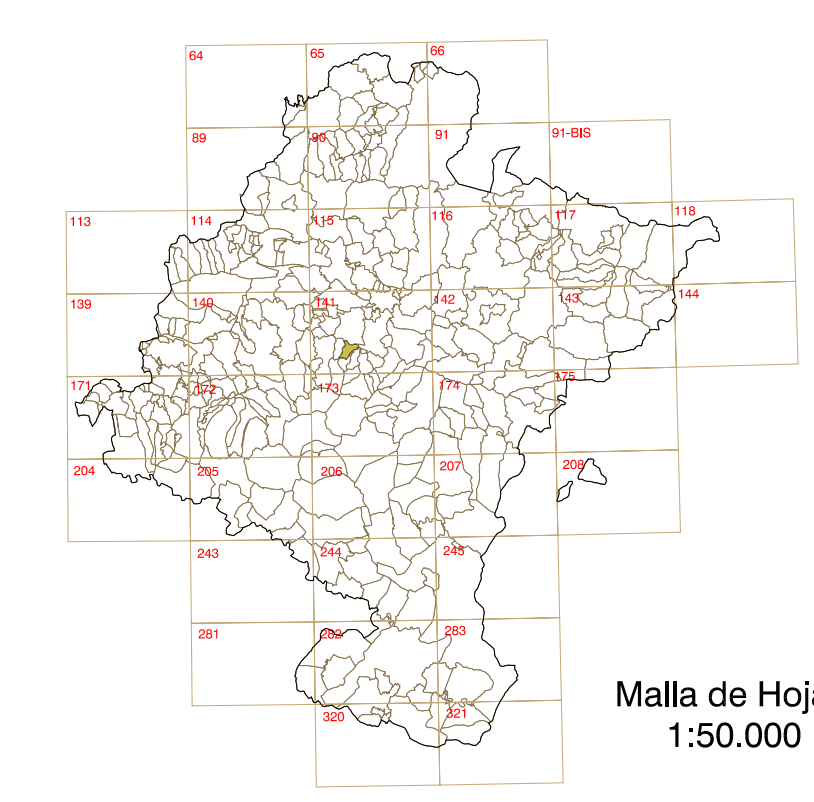 64 65 66
89 90 91 91-BIS
113 114 115 116 117 118
139 140 141 142 143 144
171 172 173 174 175
204 205 206 207 208
243 244 245
281 282 283
320 321
Malla de Hoja
1:50.000